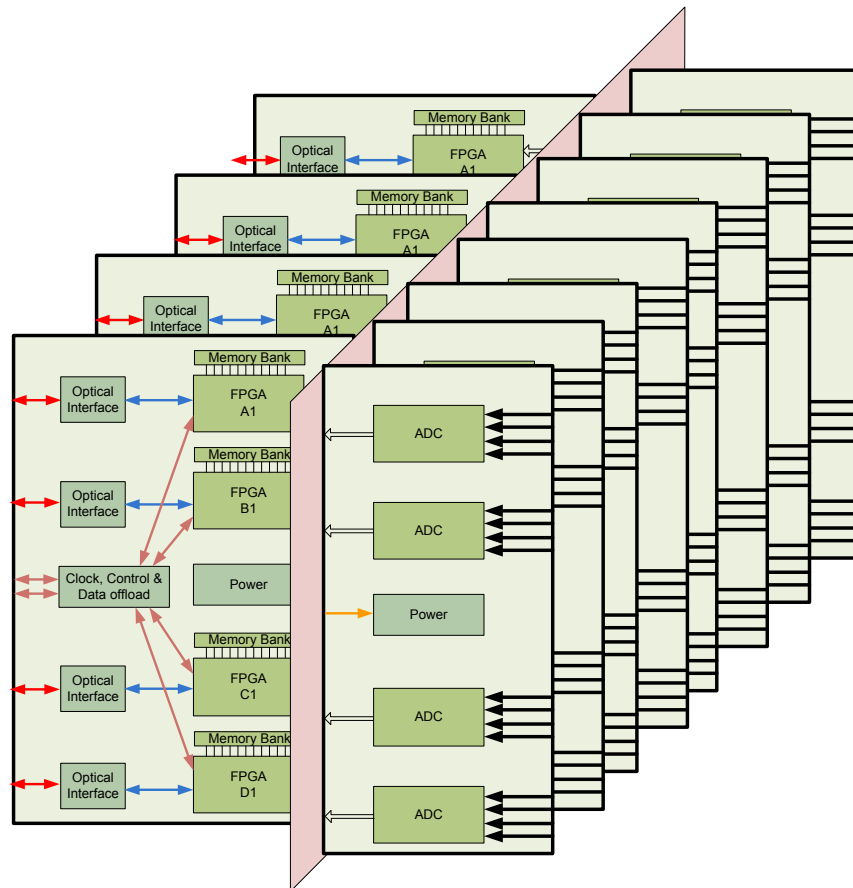 Memory Bank
Optical
Interface
FPGA
A1
Memory Bank
Optical
Interface
FPGA
A1
Memory Bank
Optical
Interface
FPGA
A1
Memory Bank
Optical
Interface
FPGA
A1
ADC
Memory Bank
Optical
Interface
FPGA
B1
ADC
Clock, Control &
Data offload
Power
Power
Memory Bank
Optical
Interface
FPGA
C1
ADC
Memory Bank
Optical
Interface
FPGA
D1
ADC